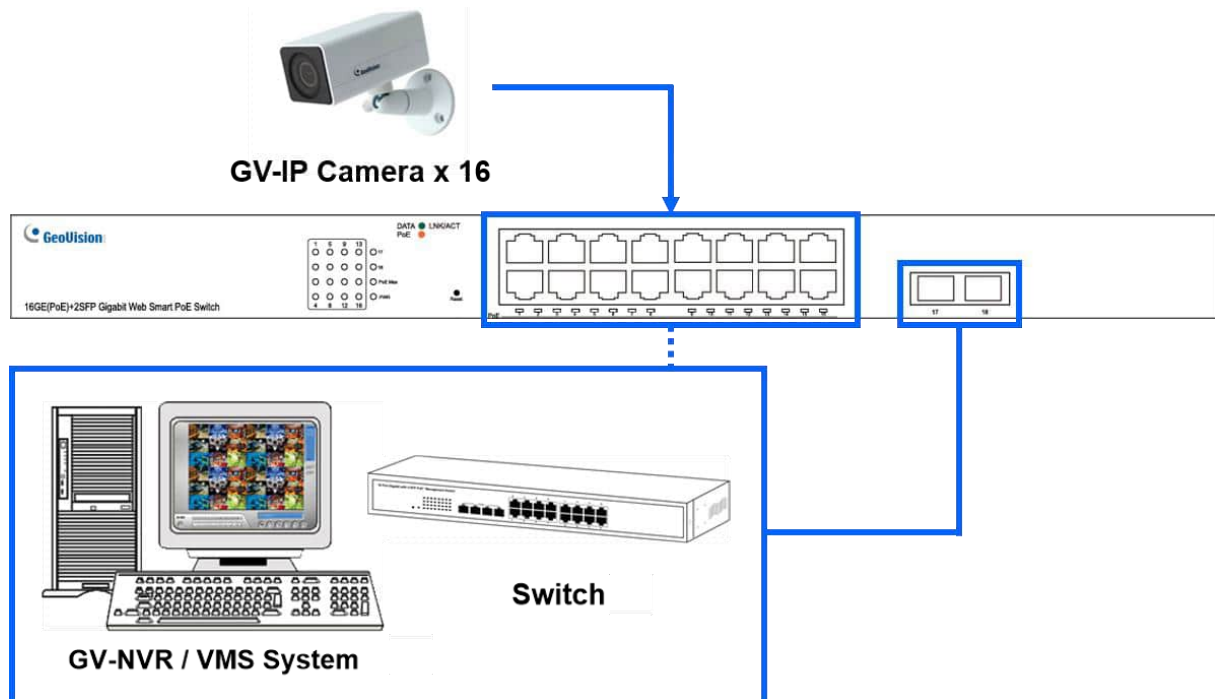 GeoVision
GV-IP Camera x 16
GeoVision
DATA LNK/ACT
PoE
1 5 9 13
17
18
PoE Max
PWR
4 8 12 16
Reset
16GE(PoE)+2SFP Gigabit Web Smart PoE Switch
PoE
17 18
Switch
GV-NVR / VMS System